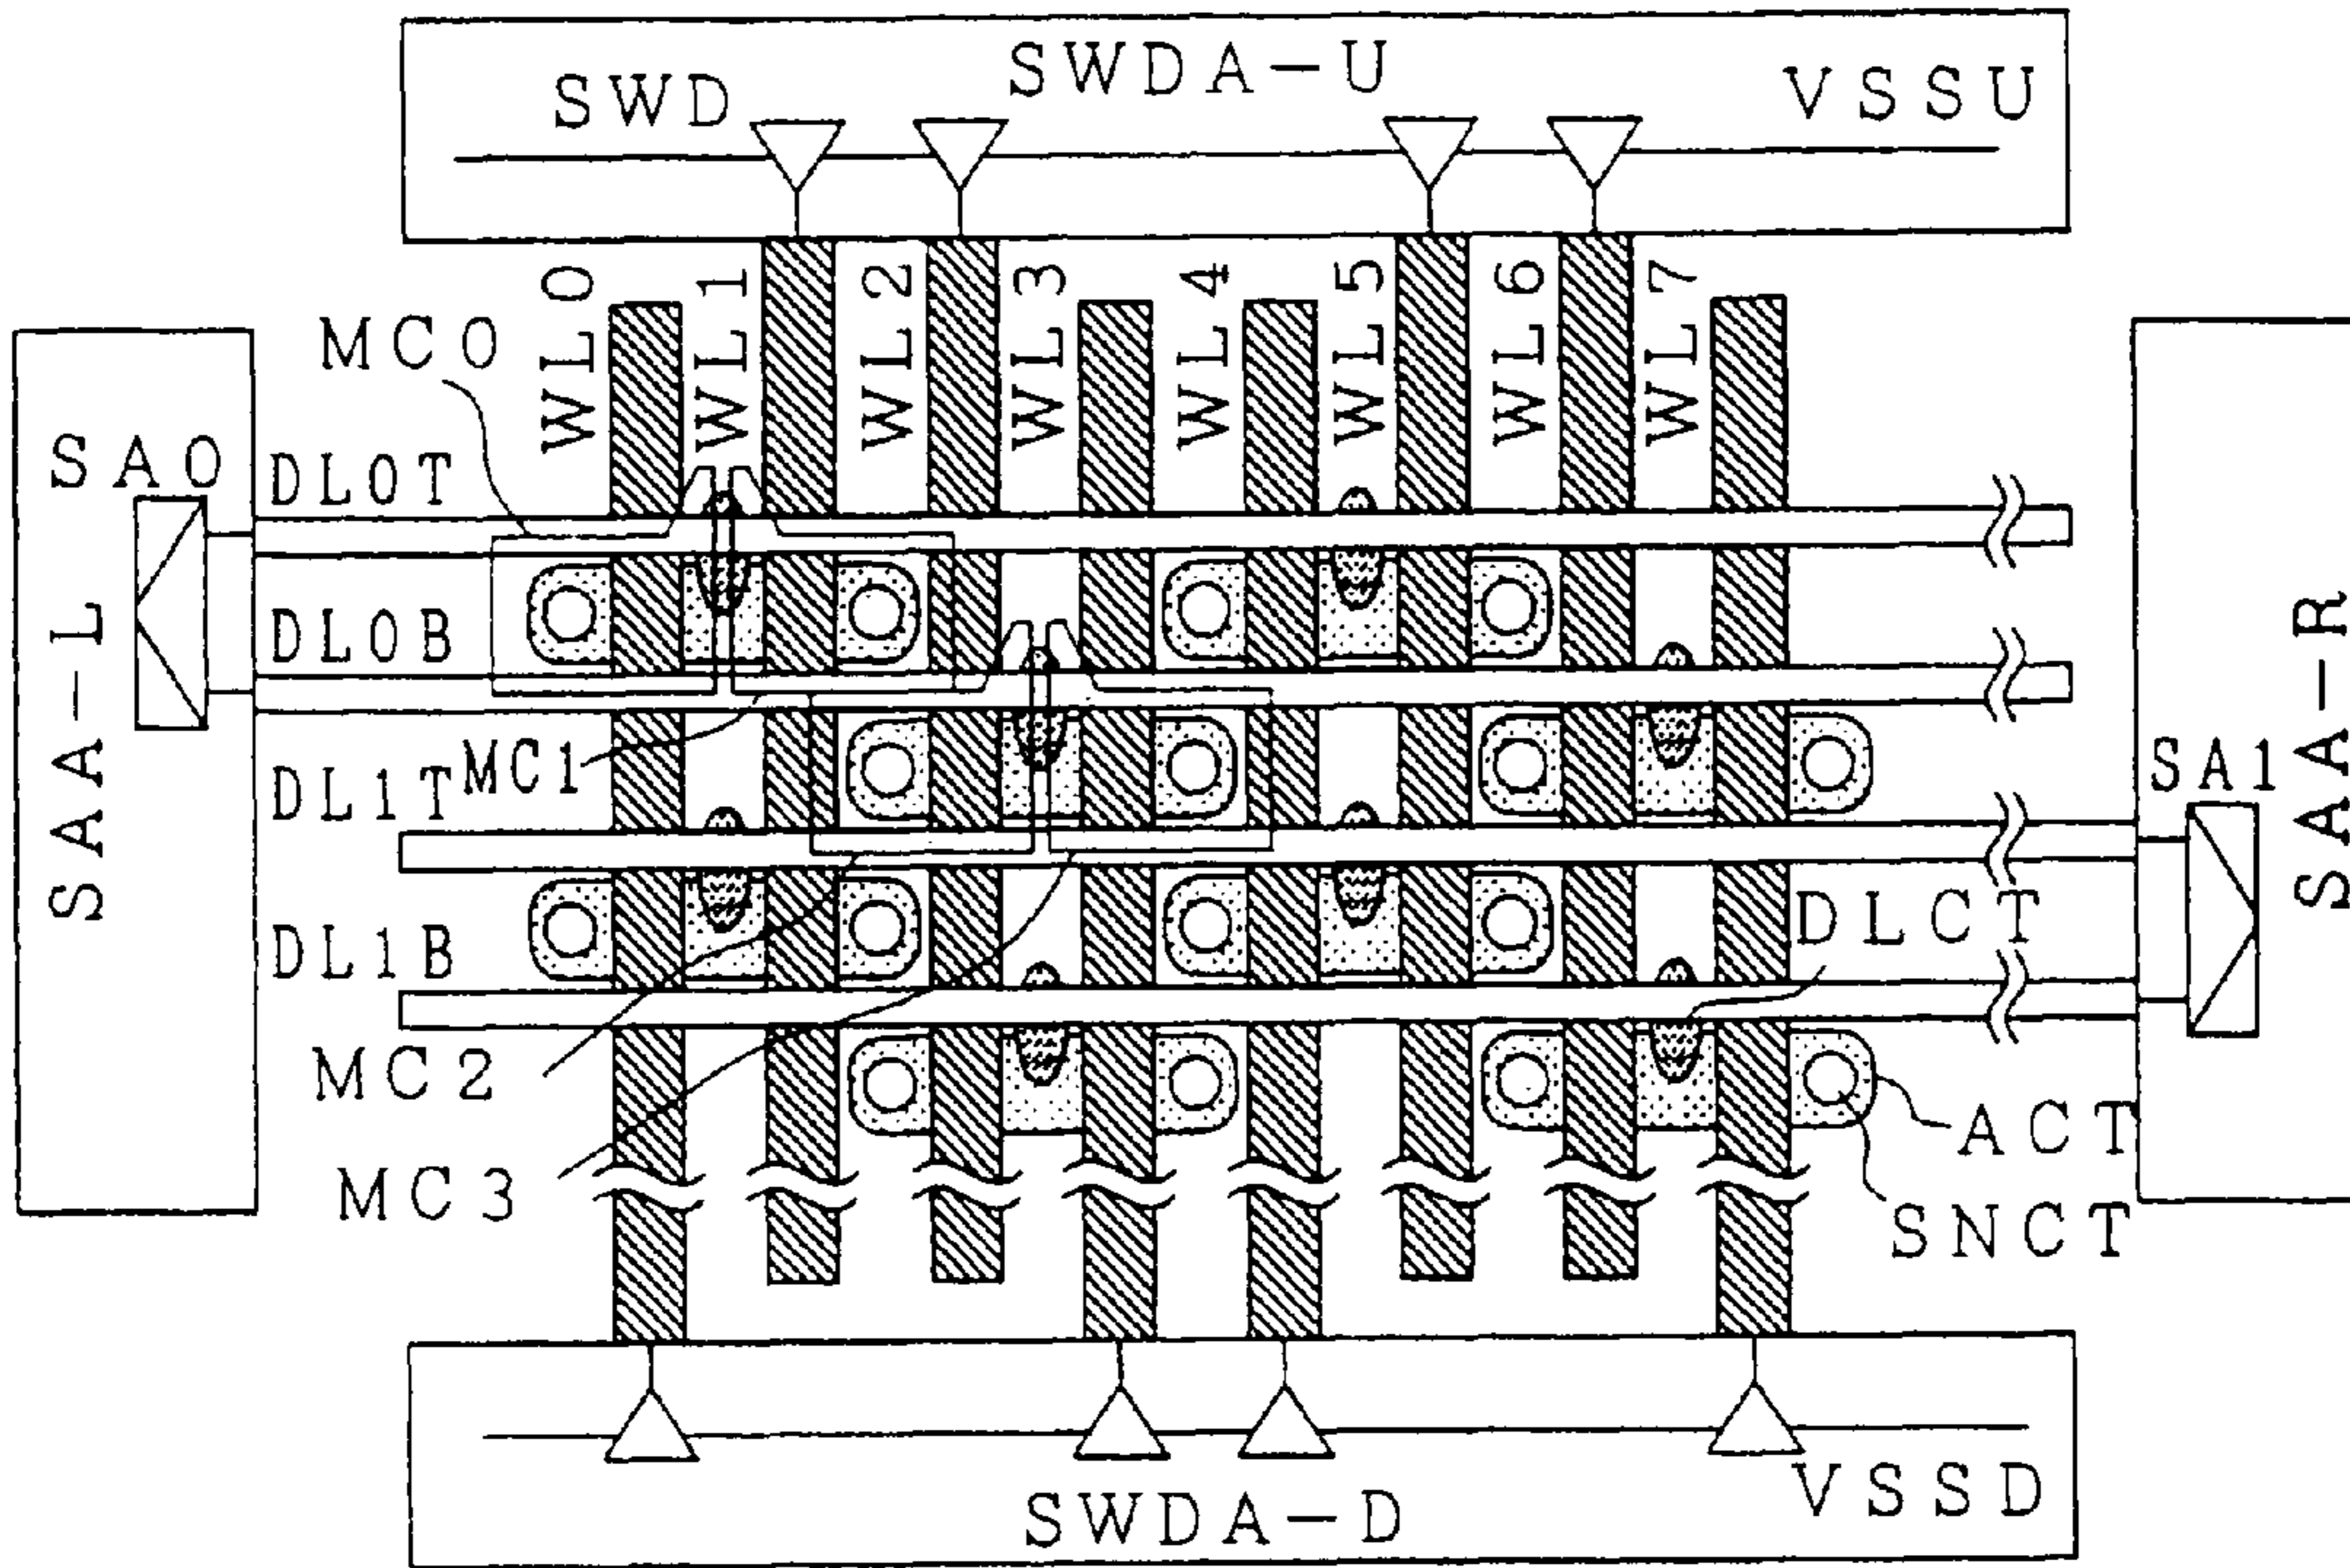 SWDA-U
SWD
VSSU
WL0
WL1
WL2
WL3
WL4
WL5
WL6
WL7
MC0
SA0
DL0T
DL0B
SAA-L
MC1
DL1T
DL1B
SA1
SAA-R
DLCT
MC2
MC3
ACT
SNCT
VSSD
SWDA-D